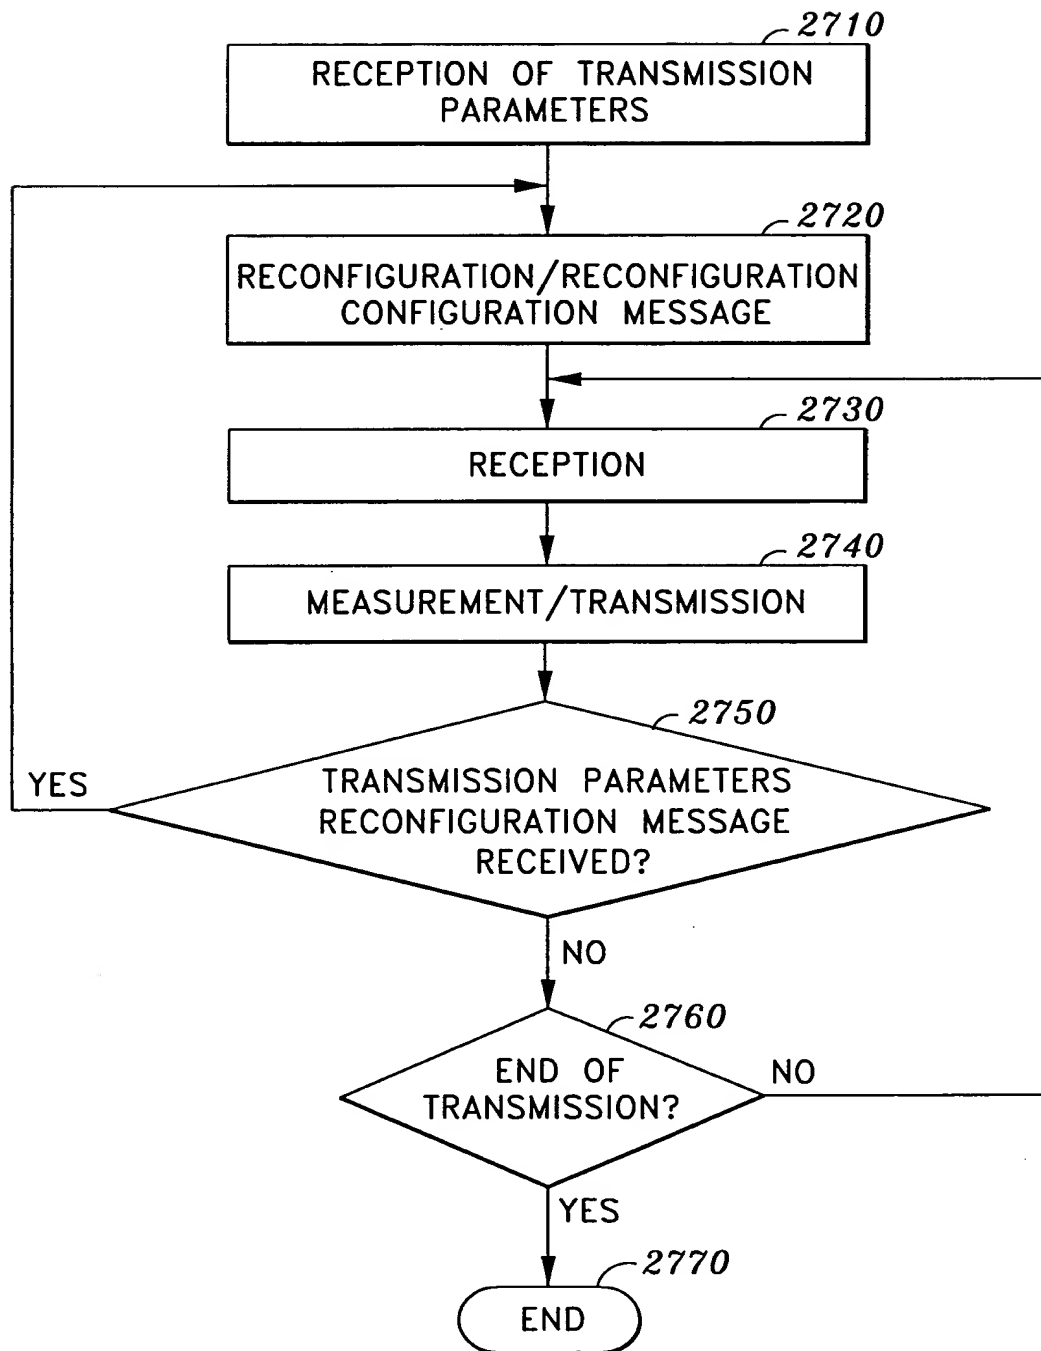 2710
RECEPTION OF TRANSMISSION
PARAMETERS
2720
RECONFIGURATION/RECONFIGURATION
CONFIGURATION MESSAGE
2730
RECEPTION
2740
MEASUREMENT/TRANSMISSION
2750
YES
TRANSMISSION PARAMETERS
RECONFIGURATION MESSAGE
RECEIVED?
NO
2760
END OF
TRANSMISSION?
NO
YES
2770
END